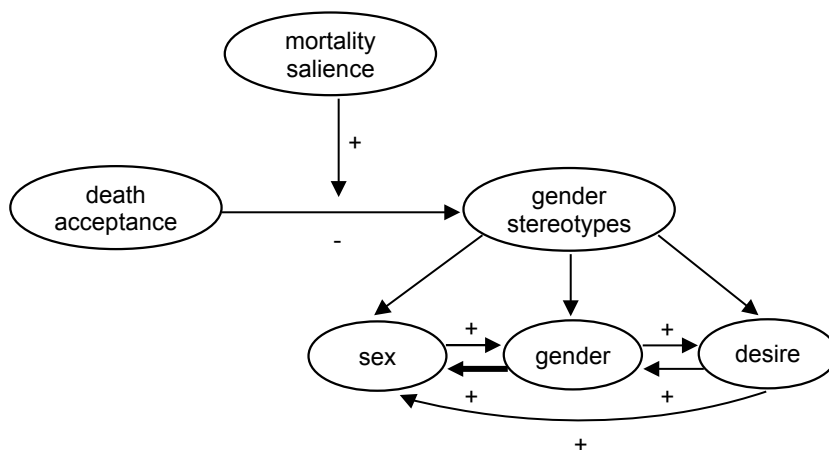 mortality
salience
+
death
acceptance
gender
stereotypes
-
+
+
sex
gender
desire
+
+
+